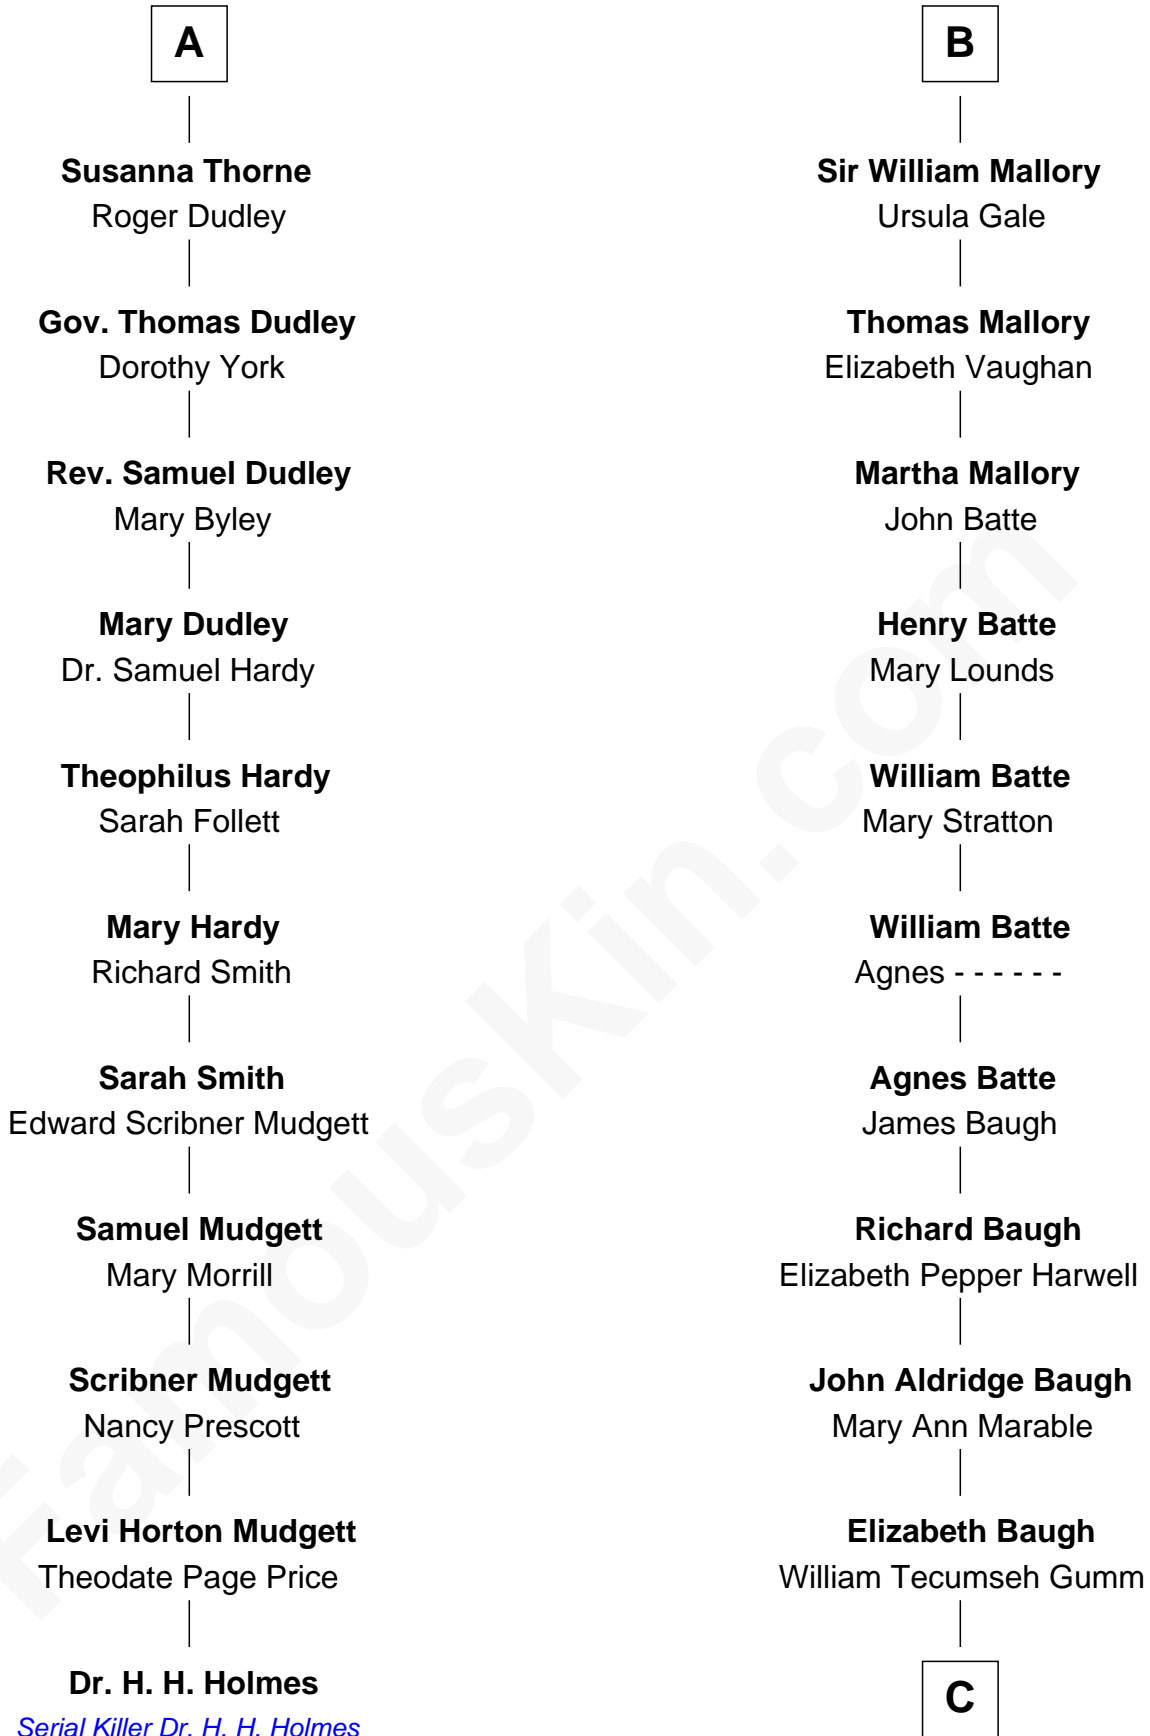 A
Susanna Thorne
Roger Dudley
Gov. Thomas Dudley
Dorothy York
Rev. Samuel Dudley
Mary Byley
Mary Dudley
Dr. Samuel Hardy
Theophilus Hardy
Sarah Follett
Mary Hardy
Richard Smith
Sarah Smith
Edward Scribner Mudgett
Samuel Mudgett
Mary Morrill
Scribner Mudgett
Nancy Prescott
Levi Horton Mudgett
Theodate Page Price
Dr. H. H. Holmes
Serial Killer Dr. H. H. Holmes
B
Sir William Mallory
Ursula Gale
Thomas Mallory
Elizabeth Vaughan
Martha Mallory
John Batte
Henry Batte
Mary Lounds
William Batte
Mary Stratton
William Batte
Agnes - - - - - -
Agnes Batte
James Baugh
Richard Baugh
Elizabeth Pepper Harwell
John Aldridge Baugh
Mary Ann Marable
Elizabeth Baugh
William Tecumseh Gumm
C
FamousKin.com